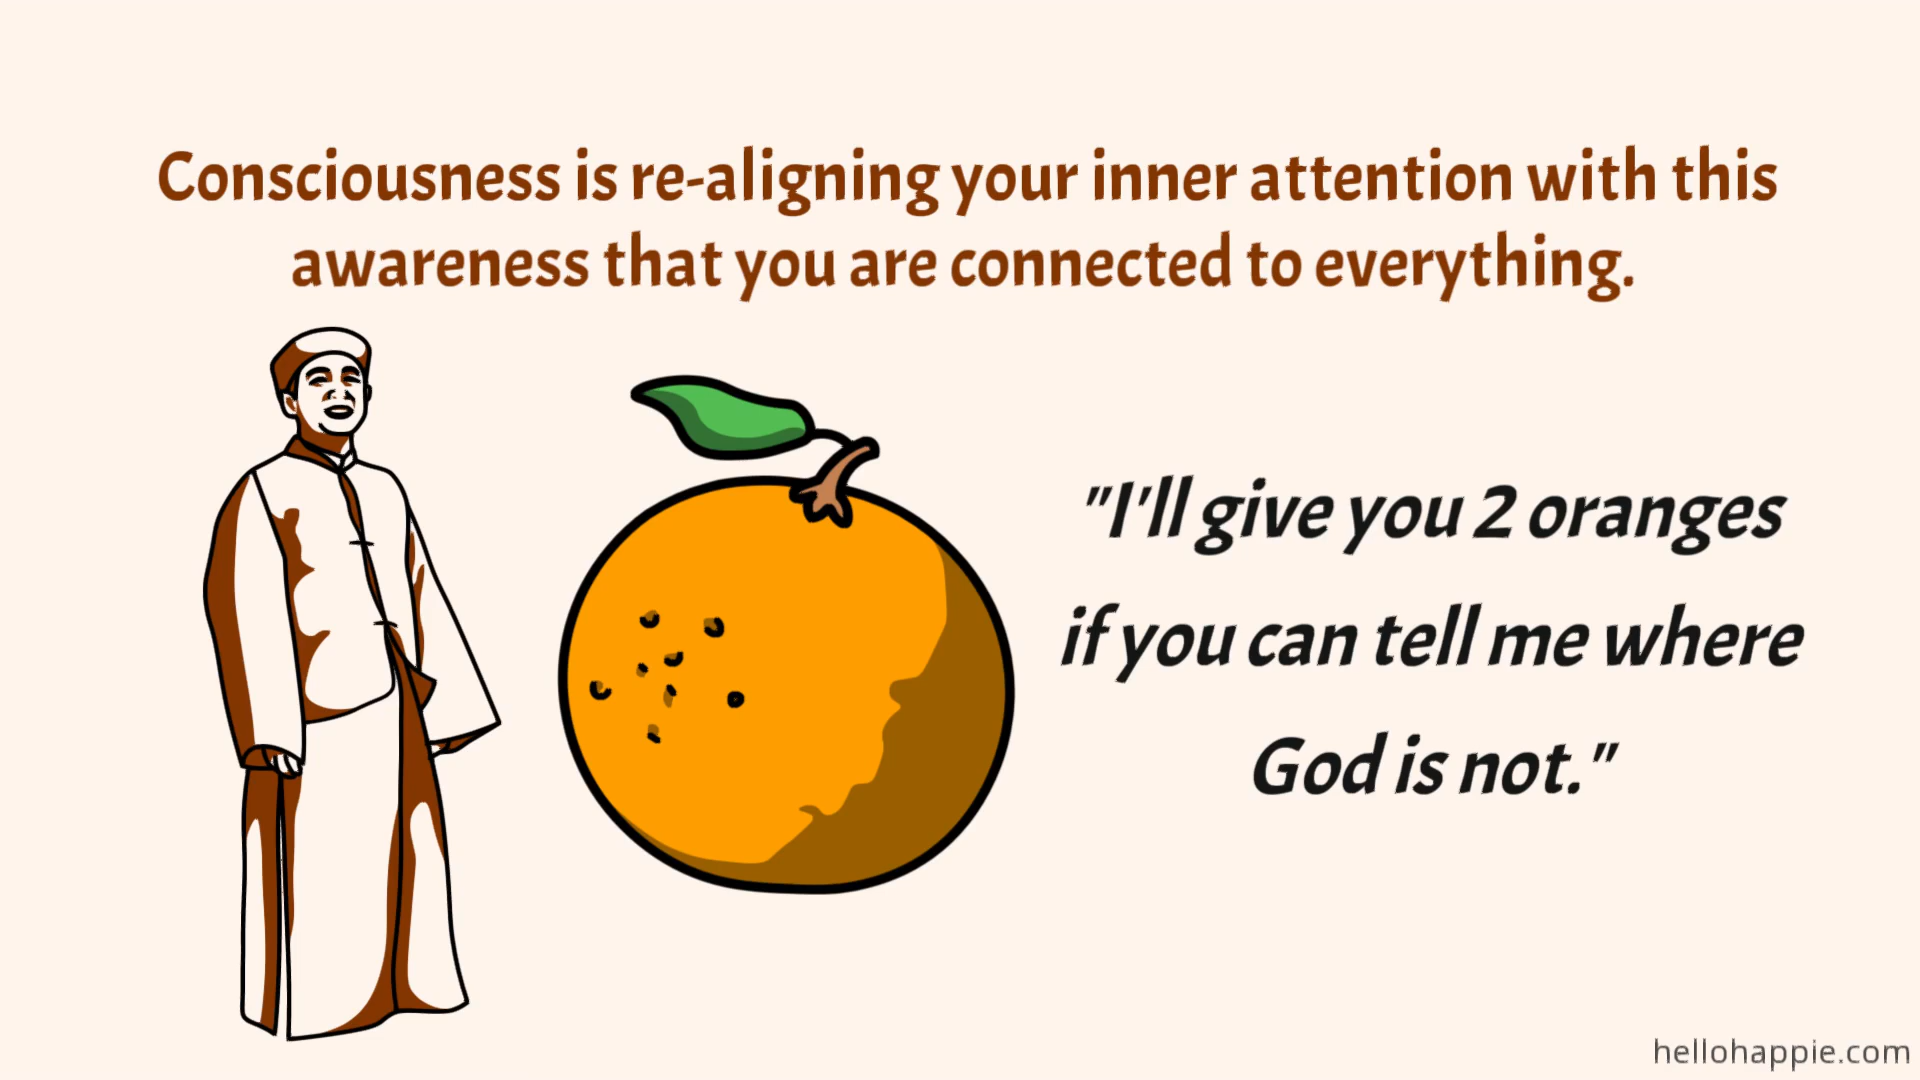 Consciousness is re-aligning your inner attention with this
awareness that you are connected to everything.
"I'll give you 2 oranges
if you can tell me where
God is not."
hellohappie.com